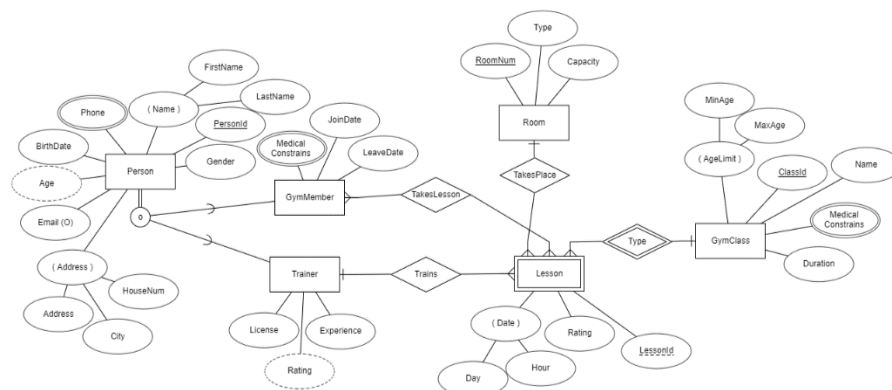 Type
RoomNum
Capacity
Room
FirstName
Phone
( Name )
LastName
PersonId
BirthDate
Gender
Person
Age
Email (O)
o
( Address )
HouseNum
Address
City
Medical
Constrains
JoinDate
LeaveDate
GymMember
TakesLesson
TakesPlace
MinAge
MaxAge
( AgeLimit )
ClassId
Name
Medical
Constrains
GymClass
Duration
Type
Trainer
Trains
Lesson
License
Experience
Rating
( Date )
Rating
Day
Hour
LessonId